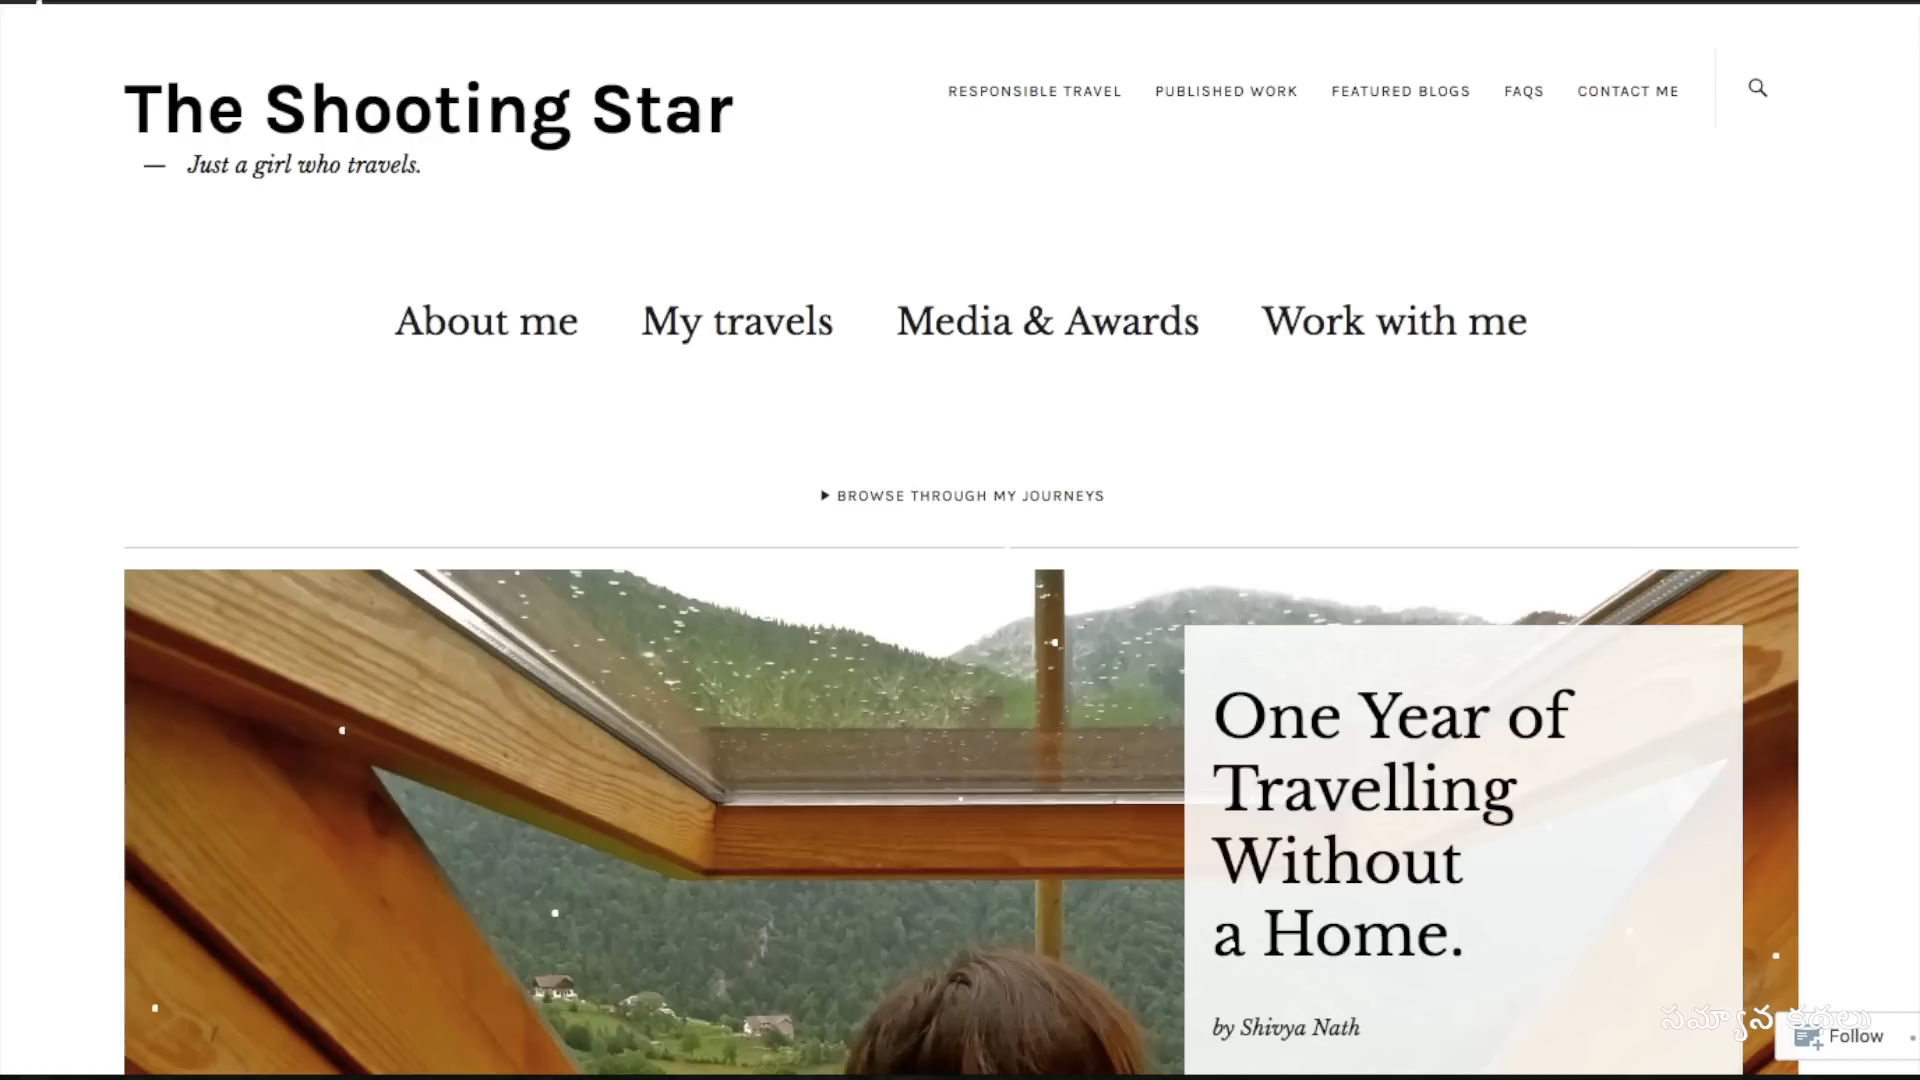 The Shooting Star
— Just a girl who travels.
RESPONSIBLE TRAVEL PUBLISHED WORK FEATURED BLOGS FAQS CONTACT ME
About me My travels Media & Awards Work with me
BROWSE THROUGH MY JOURNEYS
One Year of
Travelling
Without
a Home.
by Shivya Nath
కథలు
Follow